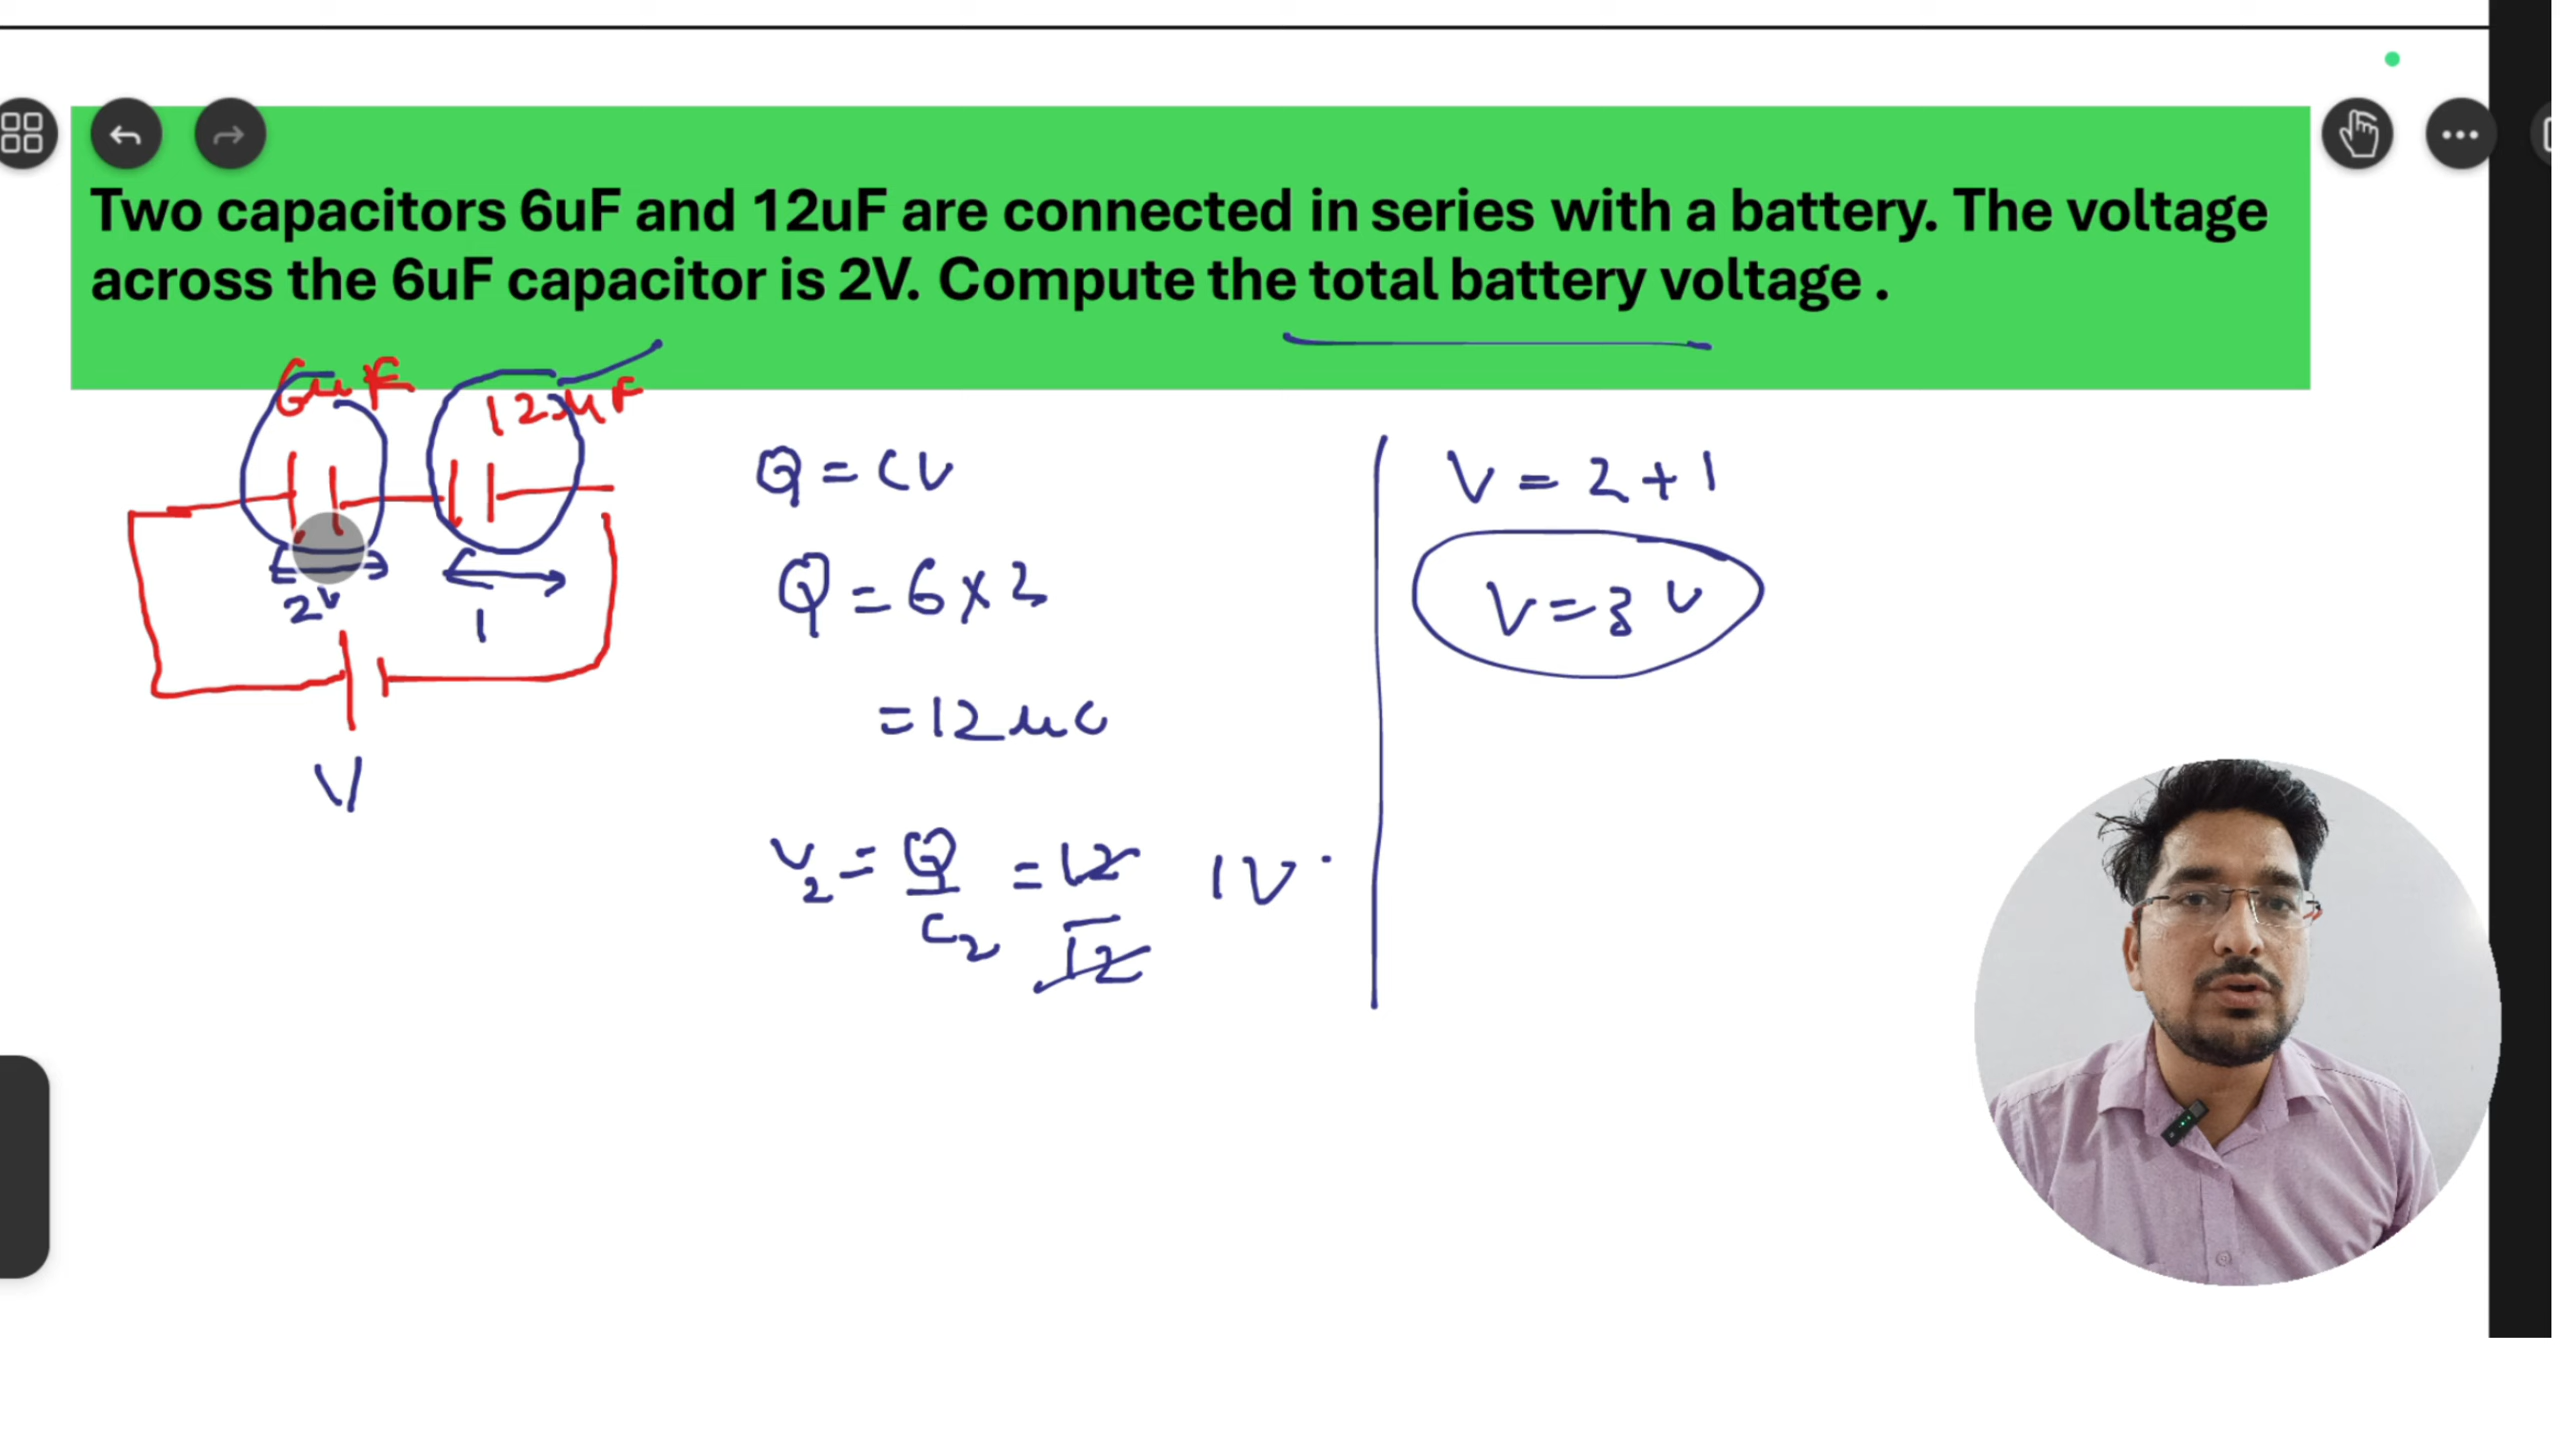 Two capacitors 6uF and 12uF are connected in series with a battery. The voltage
across the 6uF capacitor is 2V. Compute the total battery voltage .
6uF
12uF
2V
1
V
Q = CV
Q = 6 × 2
= 12 uC
V2 = Q/C2 = 12/12 1V
V = 2 + 1
V = 3V